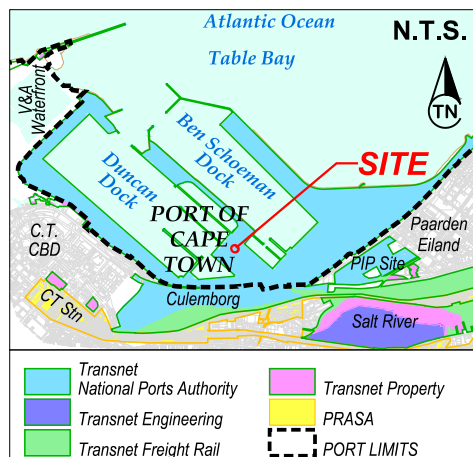 Atlantic Ocean
N.T.S.
Table Bay
TN
V&A
Waterfront
Ben Schoeman
Dock
SITE
Duncan
Dock
PORT OF
CAPE
TOWN
Paarden
Eiland
C.T.
CBD
PIP Site
CT Stn
Culemborg
Salt River
Transnet
National Ports Authority
Transnet Property
Transnet Engineering
PRASA
Transnet Freight Rail
PORT LIMITS